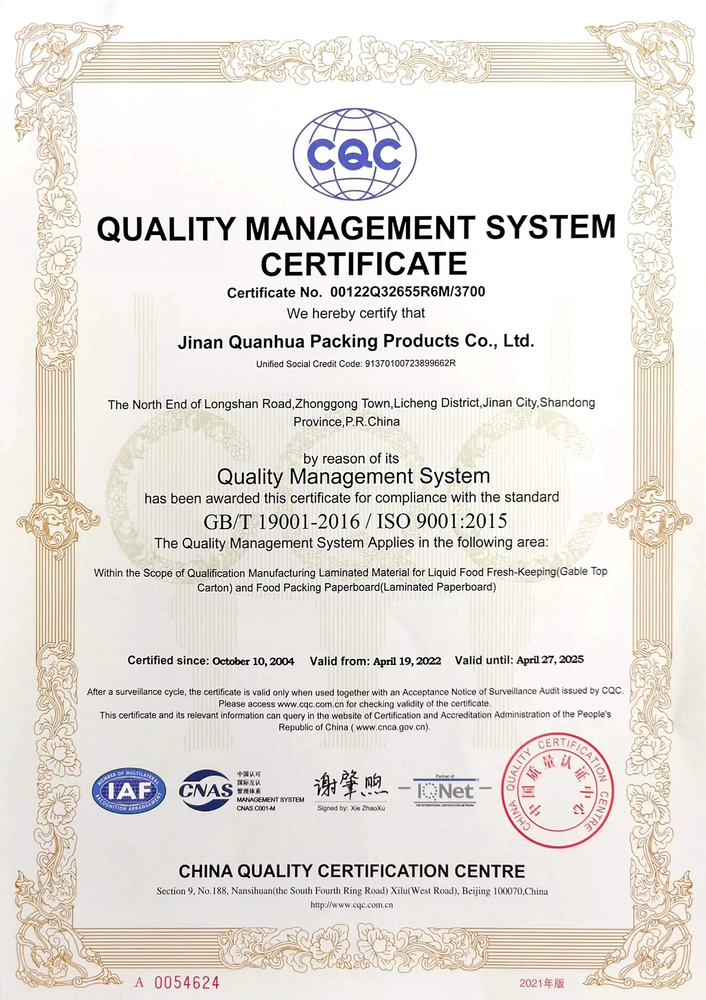 CQC
QUALITY MANAGEMENT SYSTEM
CERTIFICATE
Certificate No. 00122Q32655R6M/3700
We hereby certify that
Jinan Quanhua Packing Products Co., Ltd.
Unified Social Credit Code: 91370100723899662R
The North End of Longshan Road,Zhonggong Town,Licheng District,Jinan City,Shandong
Province,P.R.China
by reason of its
Quality Management System
has been awarded this certificate for compliance with the standard
GB/T 19001-2016 / ISO 9001:2015
The Quality Management System Applies in the following area:
Within the Scope of Qualification Manufacturing Laminated Material for Liquid Food Fresh-Keeping(Gable Top
Carton) and Food Packing Paperboard(Laminated Paperboard)
Certified since: October 10, 2004 Valid from: April 19, 2022 Valid until: April 27, 2025
After a surveillance cycle, the certificate is valid only when used together with an Acceptance Notice of Surveillance Audit issued by CQC.
Please access www.cqc.com.cn for checking validity of the certificate.
This certificate and its relevant information can query in the website of Certification and Accreditation Administration of the People's
Republic of China ( www.cnca.gov.cn).
MEMBER OF MULTILATERAL
IAF
RECOGNITION ARRANGEMENT
CNAS
中国认可
国际互认
管理体系
MANAGEMENT SYSTEM
CNAS C001-M
谢肇煦
Signed by: Xie ZhaoXu
Partner of
IQNet
THE INTERNATIONAL CERTIFICATION NETWORK
CHINA QUALITY CERTIFICATION CENTRE
中国质量认证中心
CHINA QUALITY CERTIFICATION CENTRE
Section 9, No.188, Nansihuan(the South Fourth Ring Road) Xilu(West Road), Beijing 100070,China
http://www.cqc.com.cn
A 0054624
2021年版